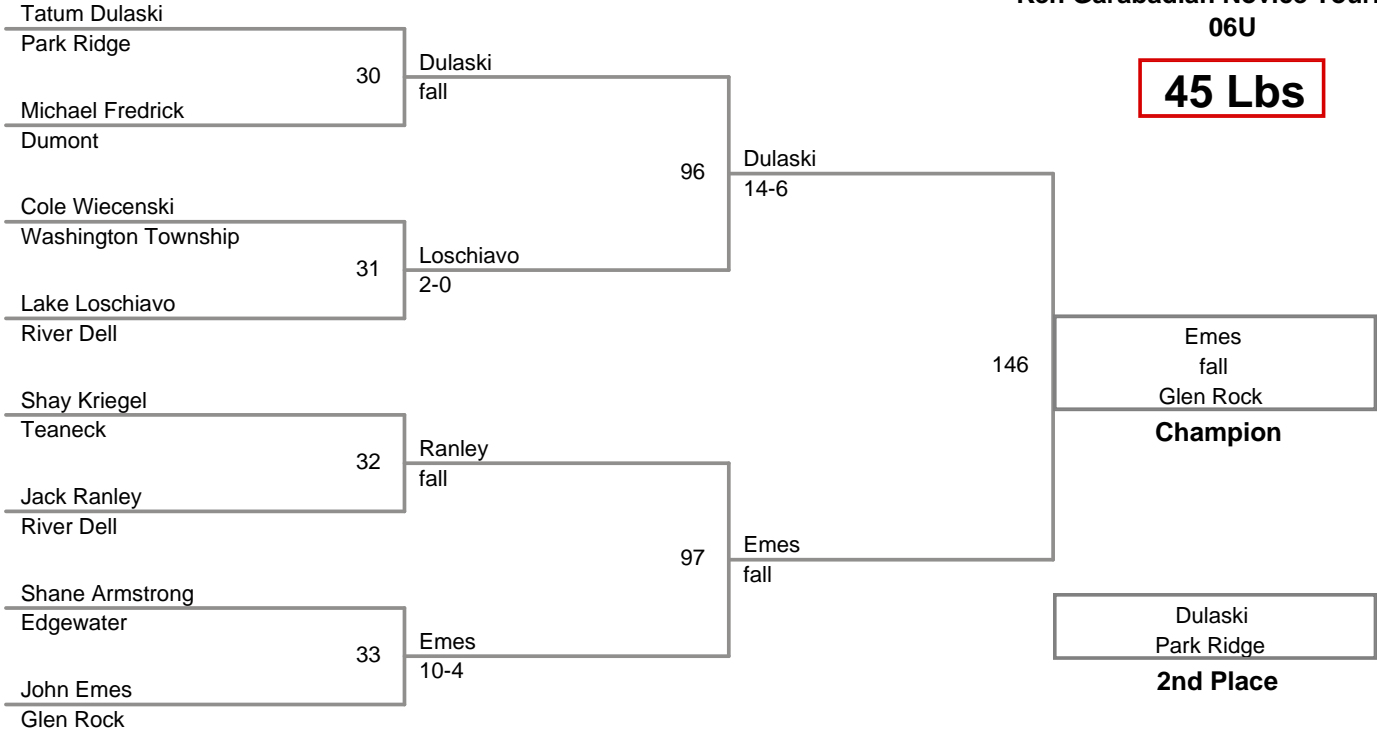 06U
45 Lbs
Tatum Dulaski
Park Ridge
30
Michael Fredrick
Dumont
Dulaski
fall
Cole Wiecenski
Washington Township
31
Lake Loschiavo
River Dell
Loschiavo
2-0
96
Dulaski
14-6
Shay Kriegel
Teaneck
32
Jack Ranley
River Dell
Ranley
fall
Shane Armstrong
Edgewater
33
John Emes
Glen Rock
Emes
10-4
97
Emes
fall
146
Emes
fall
Glen Rock
Champion
Dulaski
Park Ridge
2nd Place